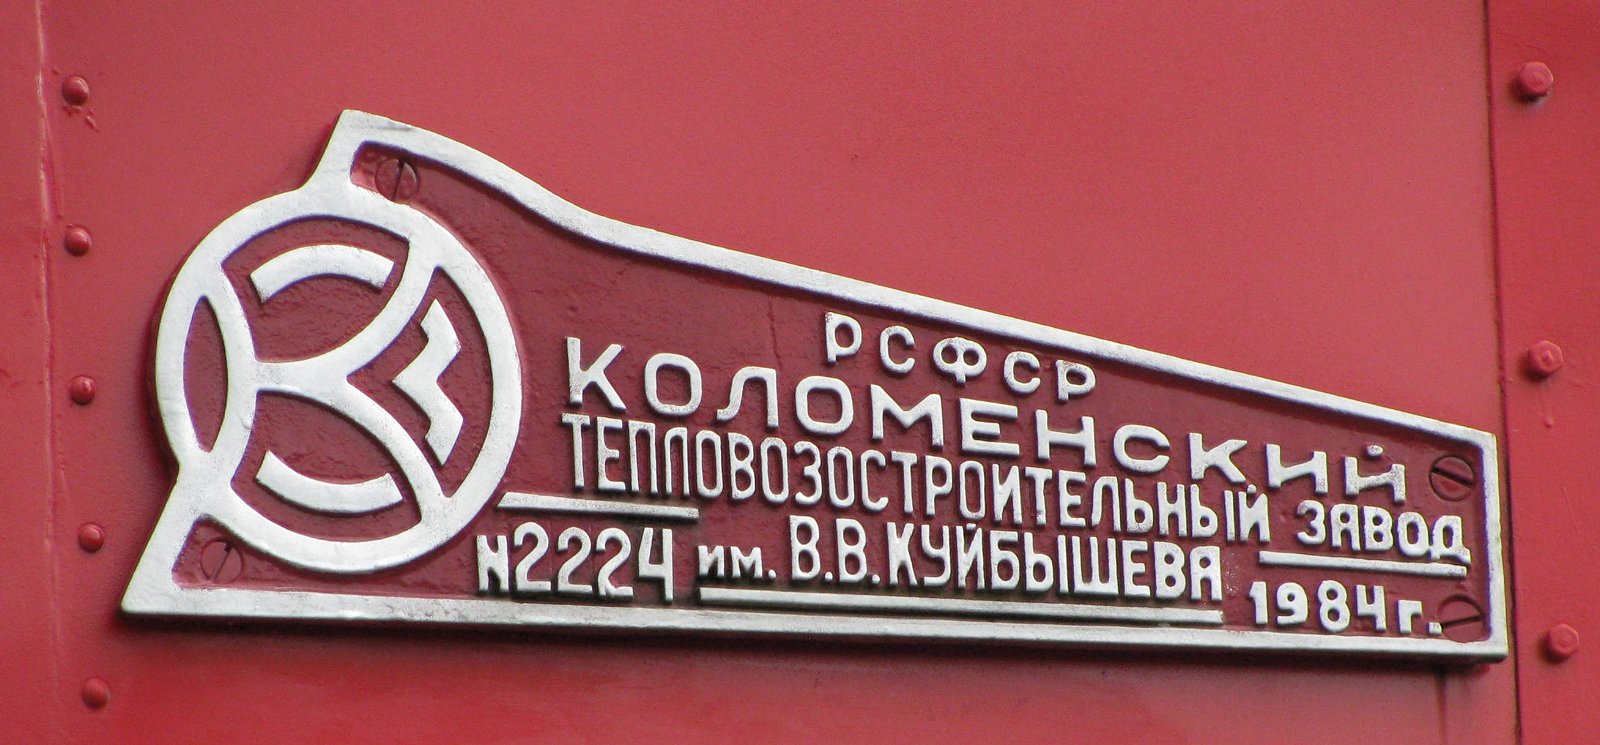 РСФСР
КОЛОМЕНСКИЙ
ТЕПЛОВОЗОСТРОИТЕЛЬНЫЙ ЗАВОД
N2224 им. В.В.КУЙБЫШЕВА 1984г.